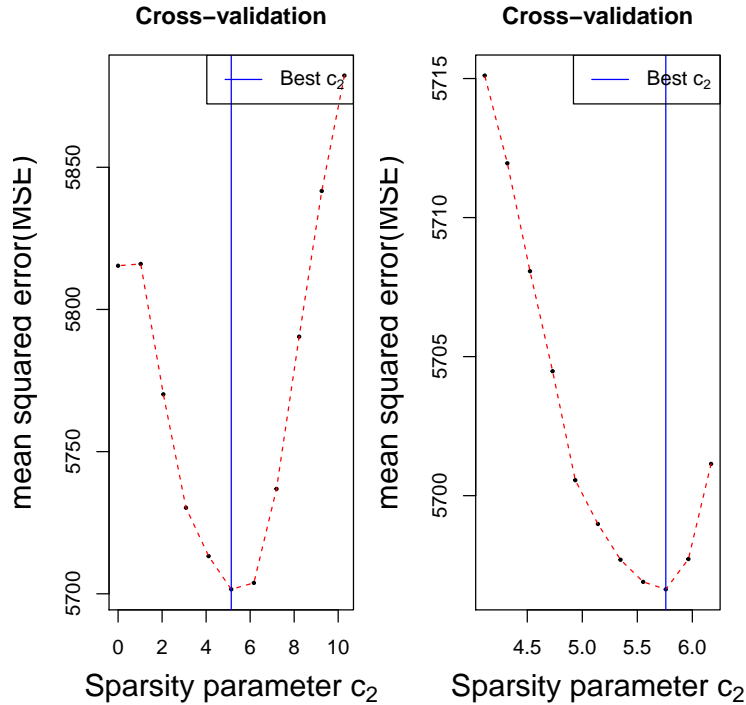 Cross−validation
Best c2
mean squared error(MSE)
5700 5750 5800 5850
0 2 4 6 8 10
Sparsity parameter c2
Cross−validation
Best c2
mean squared error(MSE)
5700 5705 5710 5715
4.5 5.0 5.5 6.0
Sparsity parameter c2